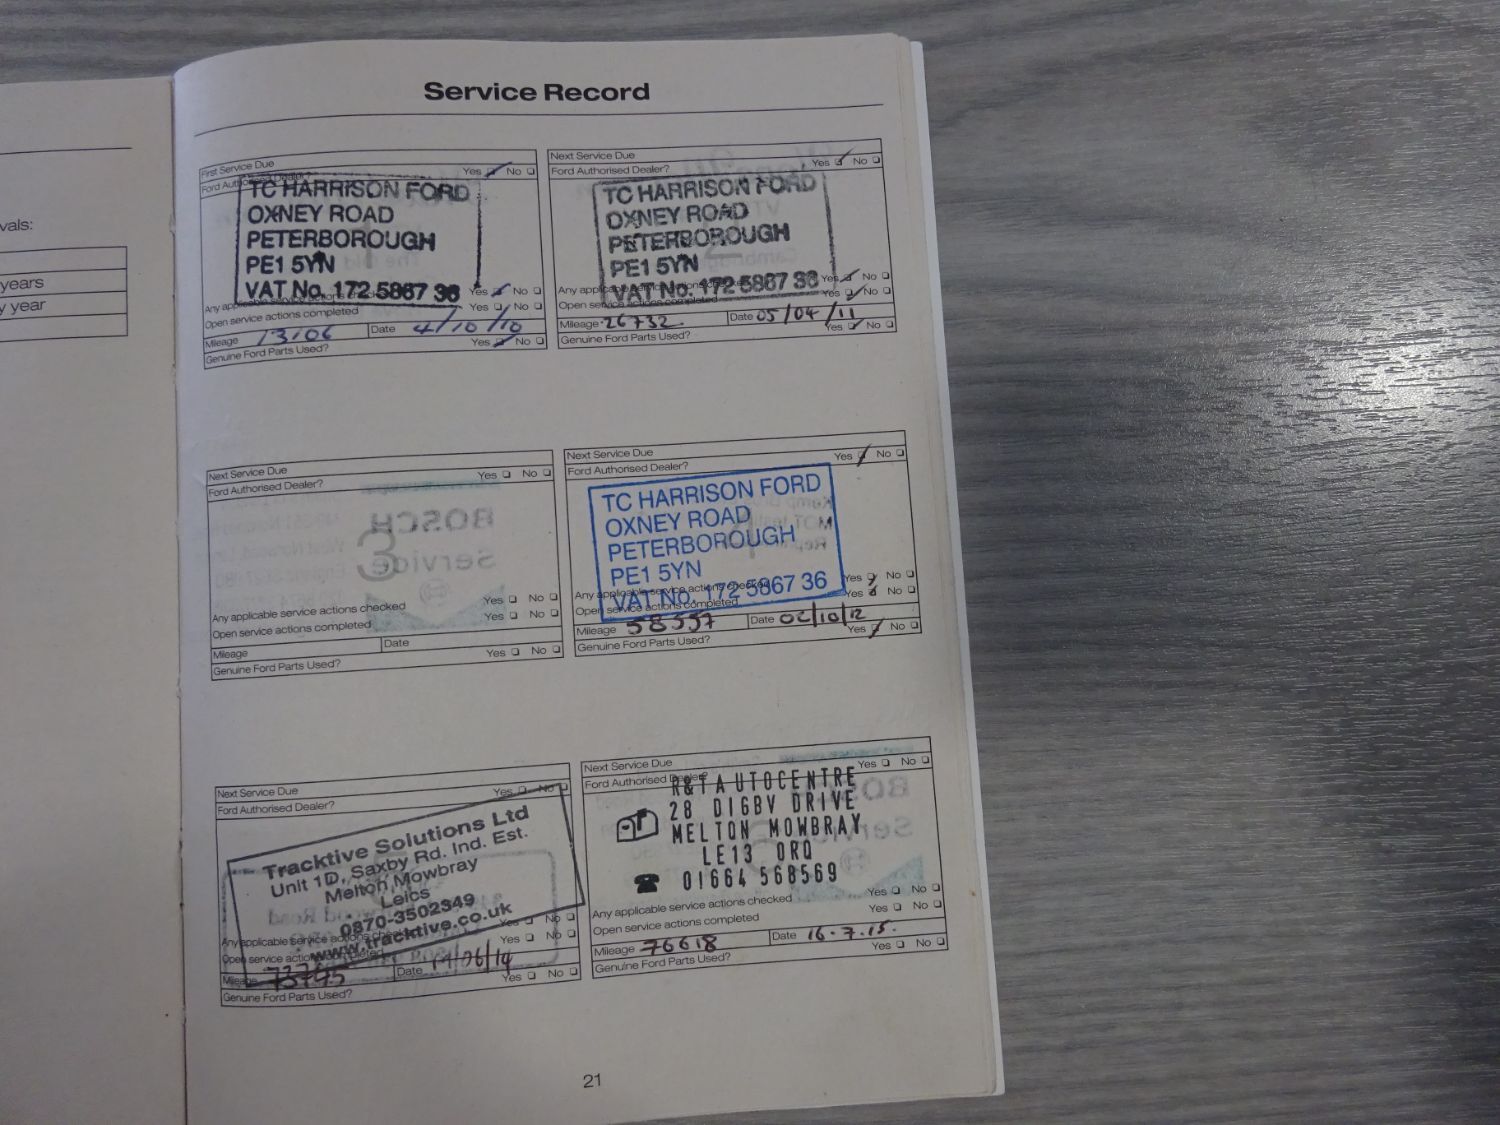 Service Record
vals:
years
y year
First Service Due
Ford Authorised Dealer? Yes No
TC HARRISON FORD
OXNEY ROAD
PETERBOROUGH
PE1 5YN
VAT No. 172 5867 36
Any applicable service actions checked Yes No
Open service actions completed Yes No
Mileage 13106 Date 4/10/10
Genuine Ford Parts Used? Yes No
Next Service Due
Ford Authorised Dealer? Yes No
TC HARRISON FORD
OXNEY ROAD
PETERBOROUGH
PE1 5YN
VAT No. 172 5867 36
Any applicable service actions checked Yes No
Open service actions completed Yes No
Mileage 26732 Date 05/04/11
Genuine Ford Parts Used? Yes No
Next Service Due
Ford Authorised Dealer? Yes No
Any applicable service actions checked Yes No
Open service actions completed Yes No
Mileage Date
Genuine Ford Parts Used? Yes No
Next Service Due
Ford Authorised Dealer? Yes No
TC HARRISON FORD
OXNEY ROAD
PETERBOROUGH
PE1 5YN
VAT No. 172 5867 36
Any applicable service actions checked Yes No
Open service actions completed Yes No
Mileage 58557 Date 02/10/12
Genuine Ford Parts Used? Yes No
Next Service Due
Ford Authorised Dealer? Yes No
Tracktive Solutions Ltd
Unit 1D, Saxby Rd. Ind. Est.
Melton Mowbray
Leics
0870-3502349
www.tracktive.co.uk
Any applicable service actions checked Yes No
Open service actions completed Yes No
Mileage Date
Genuine Ford Parts Used? Yes No
Next Service Due
Ford Authorised Dealer? Yes No
R&T AUTOCENTRE
28 DIGBY DRIVE
MELTON MOWBRAY
LE13 0RQ
01664 568569
Any applicable service actions checked Yes No
Open service actions completed Yes No
Mileage 76618 Date 16-7-15.
Genuine Ford Parts Used? Yes No
21